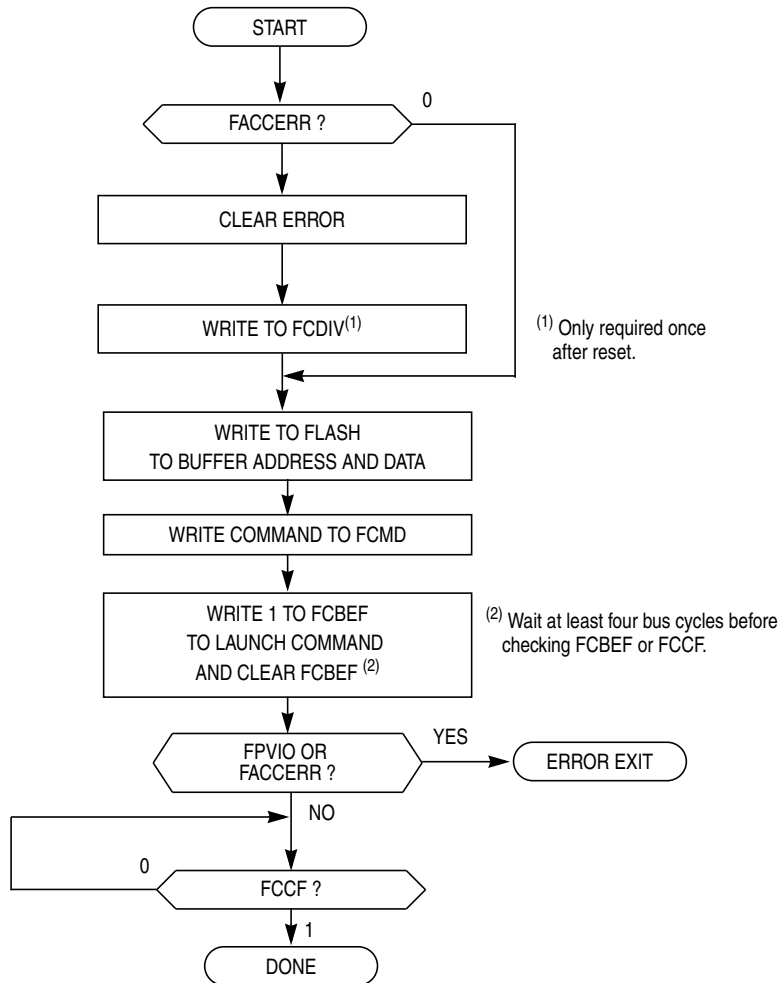 START
0
FACCERR ?
CLEAR ERROR
WRITE TO FCDIV(1)
(1) Only required once
after reset.
WRITE TO FLASH
TO BUFFER ADDRESS AND DATA
WRITE COMMAND TO FCMD
WRITE 1 TO FCBEF
TO LAUNCH COMMAND
AND CLEAR FCBEF (2)
(2) Wait at least four bus cycles before
checking FCBEF or FCCF.
FPVIO OR
FACCERR ?
YES
ERROR EXIT
NO
0
FCCF ?
1
DONE